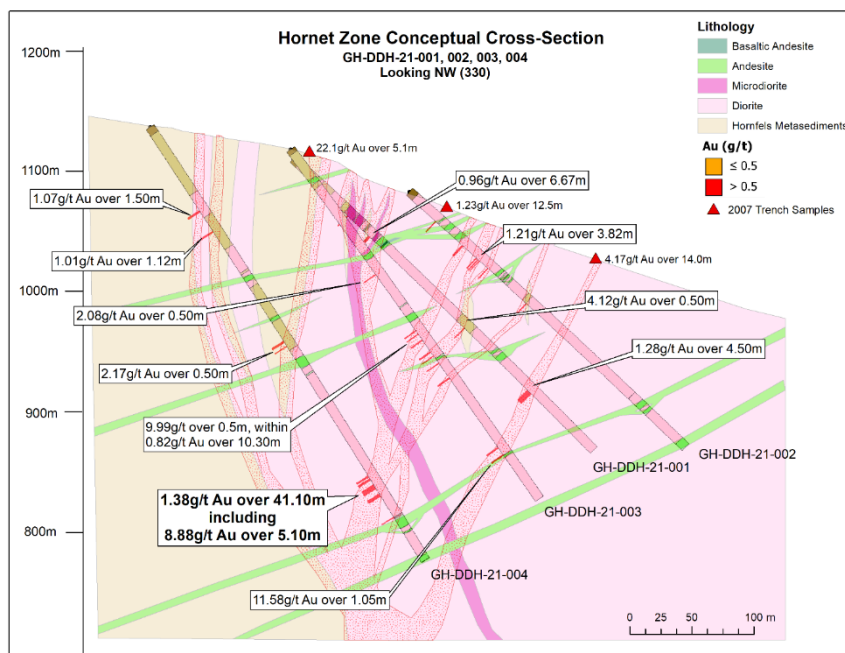 Hornet Zone Conceptual Cross-Section
GH-DDH-21-001, 002, 003, 004
Looking NW (330)
Lithology
Basaltic Andesite
Andesite
Microdiorite
Diorite
Hornfels Metasediments
Au (g/t)
≤ 0.5
> 0.5
2007 Trench Samples
1200m
1100m
1000m
900m
800m
22.1g/t Au over 5.1m
0.96g/t Au over 6.67m
1.07g/t Au over 1.50m
1.23g/t Au over 12.5m
1.21g/t Au over 3.82m
1.01g/t Au over 1.12m
4.17g/t Au over 14.0m
2.08g/t Au over 0.50m
4.12g/t Au over 0.50m
2.17g/t Au over 0.50m
1.28g/t Au over 4.50m
9.99g/t over 0.5m, within
0.82g/t Au over 10.30m
1.38g/t Au over 41.10m
including
8.88g/t Au over 5.10m
11.58g/t Au over 1.05m
GH-DDH-21-002
GH-DDH-21-001
GH-DDH-21-003
GH-DDH-21-004
0 25 50 100 m